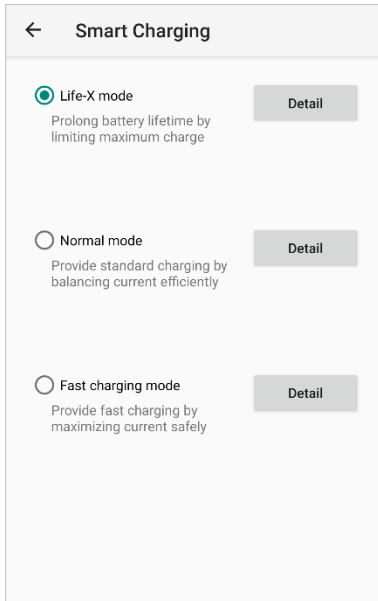 Smart Charging
Life-X mode
Detail
Prolong battery lifetime by
limiting maximum charge
Normal mode
Detail
Provide standard charging by
balancing current efficiently
Fast charging mode
Detail
Provide fast charging by
maximizing current safely